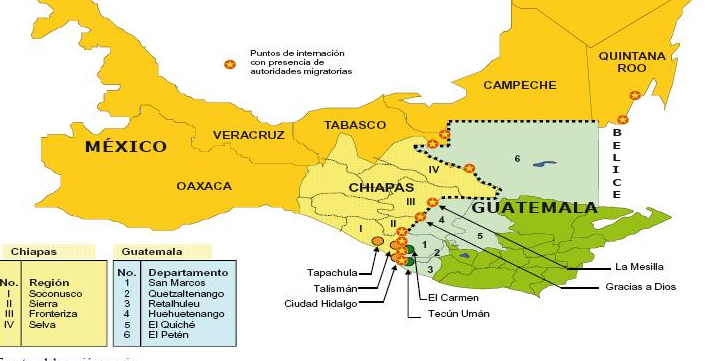 Puntos de internación
con presencia de
autoridades migratorias
QUINTANA
ROO
CAMPECHE
TABASCO
VERACRUZ
MÉXICO
OAXACA
BELICE
6
IV
CHIAPAS
III
GUATEMALA
I
II
4
5
1
2
3
La Mesilla
Gracias a Dios
Tapachula
Talismán
Ciudad Hidalgo
El Carmen
Tecún Umán
Chiapas
No. Región
I Soconusco
II Sierra
III Fronteriza
IV Selva
Guatemala
No. Departamento
1 San Marcos
2 Quetzaltenango
3 Retalhuleu
4 Huehuetenango
5 El Quiché
6 El Petén